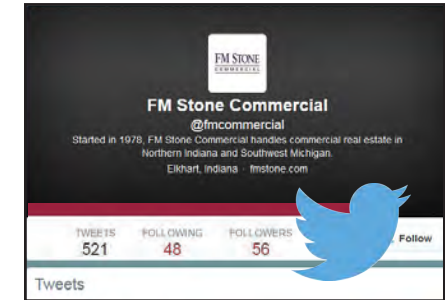 FM STONE
COMMERCIAL
FM Stone Commercial
@fmcommercial
Started in 1978, FM Stone Commercial handles commercial real estate in
Northern Indiana and Southwest Michigan.
Elkhart, Indiana · fmstone.com
TWEETS FOLLOWING FOLLOWERS
521 48 56
Follow
Tweets